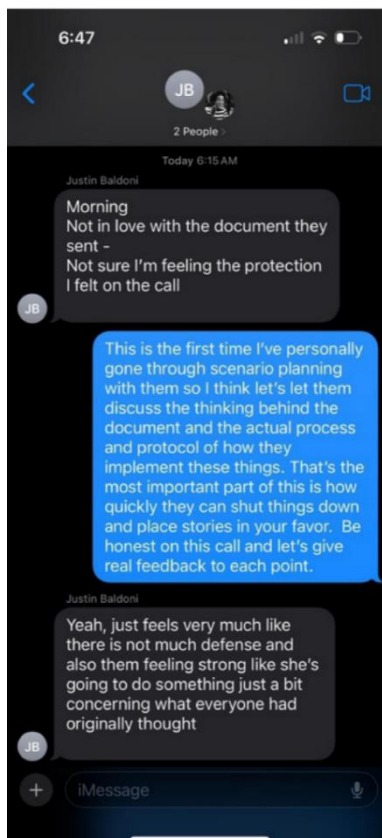 6:47
JB
2 People >
Today 6:15 AM
Justin Baldoni
Morning
Not in love with the document they
sent -
Not sure I'm feeling the protection
I felt on the call
JB
This is the first time I've personally
gone through scenario planning
with them so I think let's let them
discuss the thinking behind the
document and the actual process
and protocol of how they
implement these things. That's the
most important part of this is how
quickly they can shut things down
and place stories in your favor.  Be
honest on this call and let's give
real feedback to each point.
Justin Baldoni
Yeah, just feels very much like
there is not much defense and
also them feeling strong like she's
going to do something just a bit
concerning what everyone had
originally thought
JB
iMessage